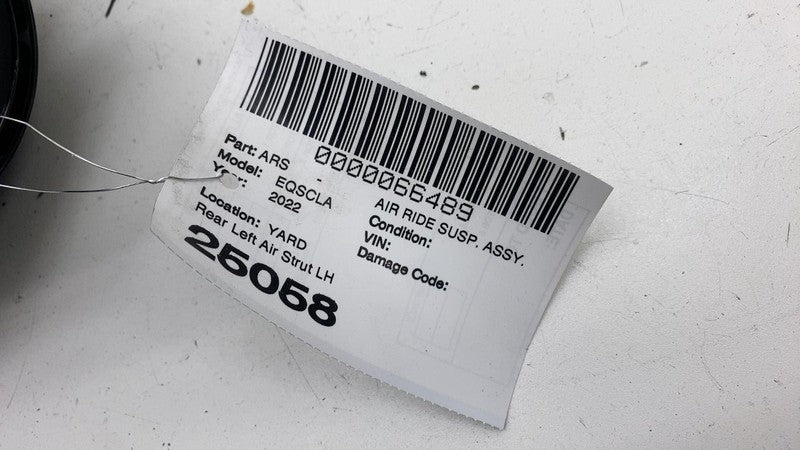 0000066489
Part: ARS - AIR RIDE SUSP. ASSY.
Model: EQSCLA Condition:
Year: 2022 VIN:
Damage Code:
Location: YARD
Rear Left Air Strut LH
25058